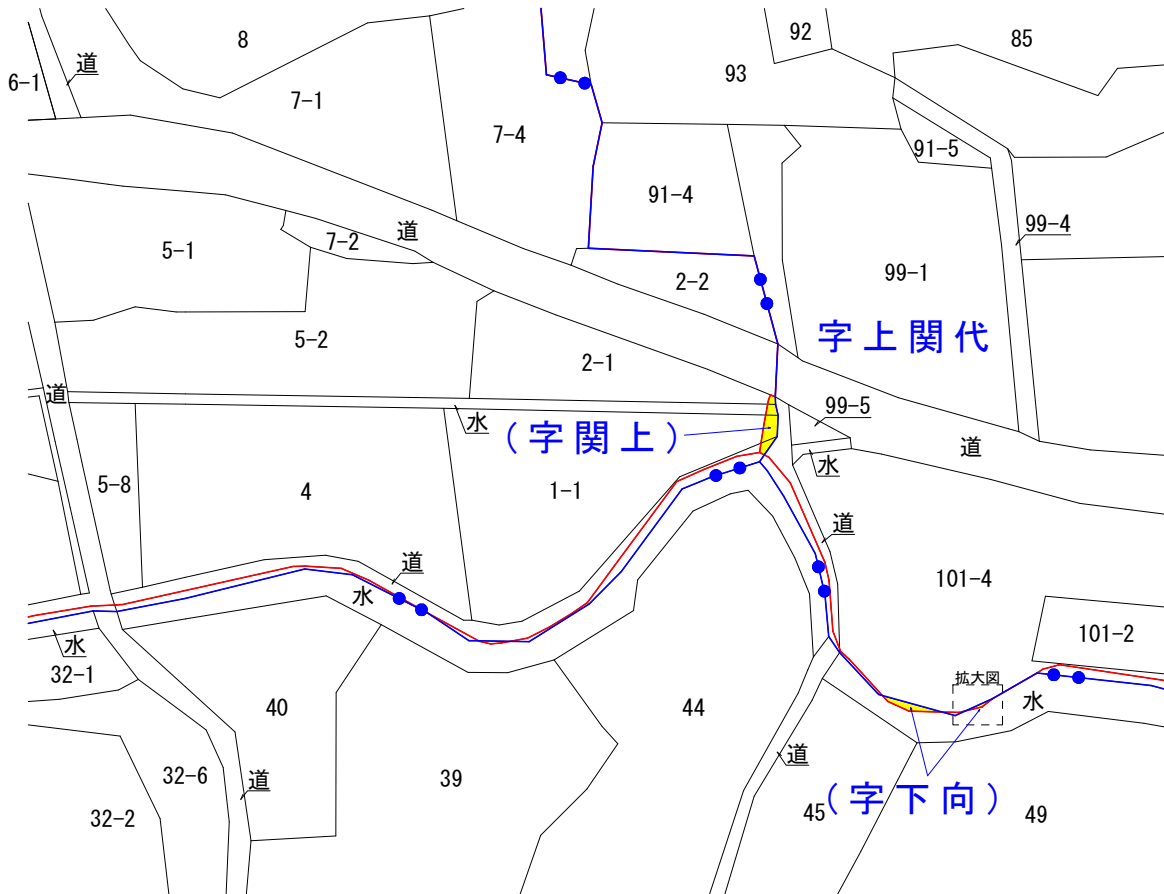 8
92
85
道
6-1
93
7-1
7-4
91-5
91-4
99-4
道
7-2
5-1
99-1
2-2
字上関代
5-2
2-1
道
99-5
水
(字関上)
道
水
5-8
4
1-1
道
道
101-4
水
101-2
水
32-1
拡大図
水
40
44
道
32-6
39
道
(字下向)
32-2
45
49